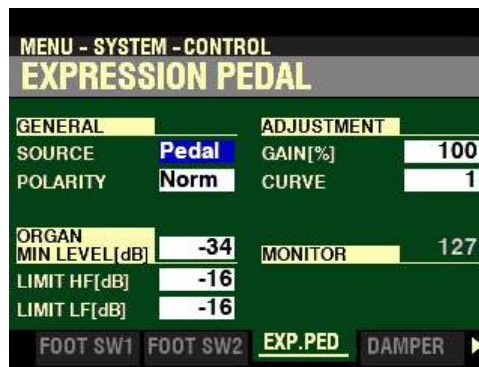 MENU - SYSTEM - CONTROL
EXPRESSION PEDAL
GENERAL
SOURCE Pedal
POLARITY Norm
ADJUSTMENT
GAIN[%] 100
CURVE 1
ORGAN
MIN LEVEL[dB] -34
LIMIT HF[dB] -16
LIMIT LF[dB] -16
MONITOR 127
FOOT SW1 FOOT SW2 EXP.PED DAMPER